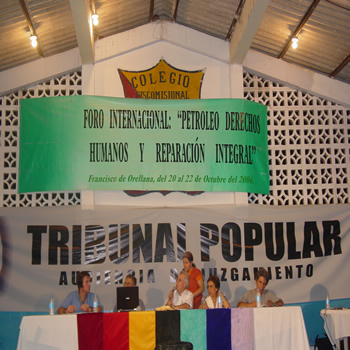 COLEGIO
FISCOMISIONAL
FORO INTERNACIONAL: "PETROLEO DERECHOS
HUMANOS Y REPARACIÓN INTEGRAL"
Francisco de Orellana, del 20 al 22 de Octubre del 2006.
TRIBUNAL POPULAR
AUDIENCIA JUZGAMIENTO